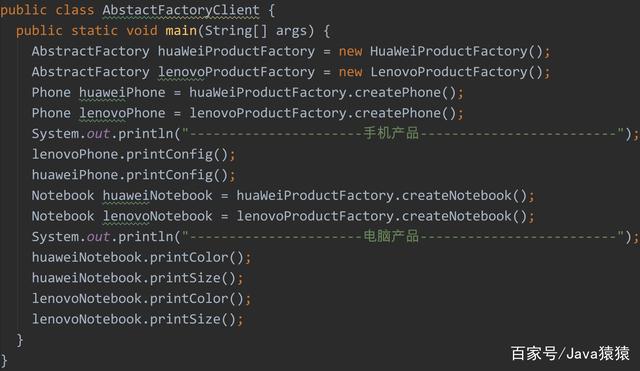 public class AbstactFactoryClient {
public static void main(String[] args) {
AbstractFactory huaWeiProductFactory = new HuaWeiProductFactory();
AbstractFactory lenovoProductFactory = new LenovoProductFactory();
Phone huaweiPhone = huaWeiProductFactory.createPhone();
Phone lenovoPhone = lenovoProductFactory.createPhone();
System.out.println("----------------------手机产品-------------------------");
lenovoPhone.printConfig();
huaweiPhone.printConfig();
Notebook huaweiNotebook = huaWeiProductFactory.createNotebook();
Notebook lenovoNotebook = lenovoProductFactory.createNotebook();
System.out.println("----------------------电脑产品-------------------------");
huaweiNotebook.printColor();
huaweiNotebook.printSize();
lenovoNotebook.printColor();
lenovoNotebook.printSize();
}
}
百家号/Java猿猿